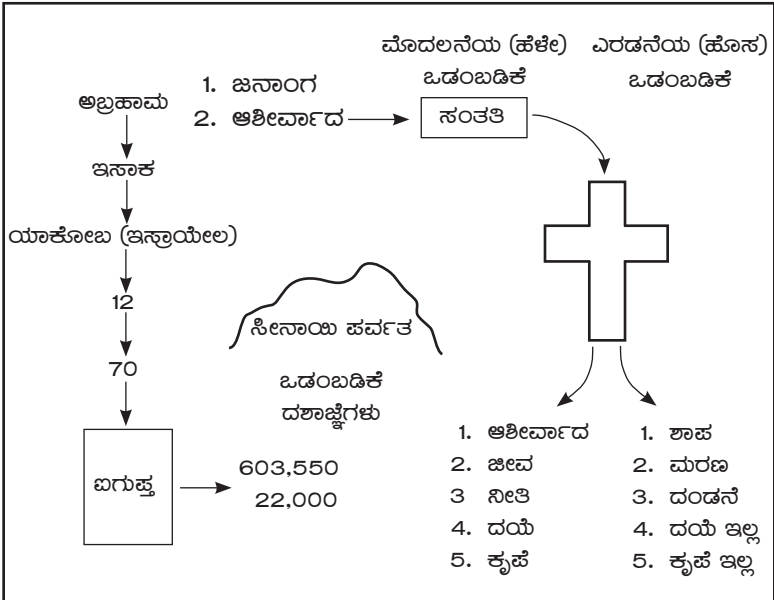 ಮೊದಲನೆಯ (ಹೆಳೇ)
ಒಡಂಬಡಿಕೆ
ಎರಡನೆಯ (ಹೊಸ)
ಒಡಂಬಡಿಕೆ
1. ಜನಾಂಗ
2. ಆಶೀರ್ವಾದ
ಸಂತತಿ
ಅಬ್ರಹಾಮ
ಇಸಾಕ
ಯಾಕೋಬ (ಇಸ್ರಾಯೇಲ)
12
70
ಐಗುಪ್ತ
ಸೀನಾಯಿ ಪರ್ವತ
ಒಡಂಬಡಿಕೆ
ದಶಾಜ್ಞೆಗಳು
603,550
22,000
1. ಆಶೀರ್ವಾದ
2. ಜೀವ
3 ನೀತಿ
4. ದಯೆ
5. ಕೃಪೆ
1. ಶಾಪ
2. ಮರಣ
3. ದಂಡನೆ
4. ದಯೆ ಇಲ್ಲ
5. ಕೃಪೆ ಇಲ್ಲ